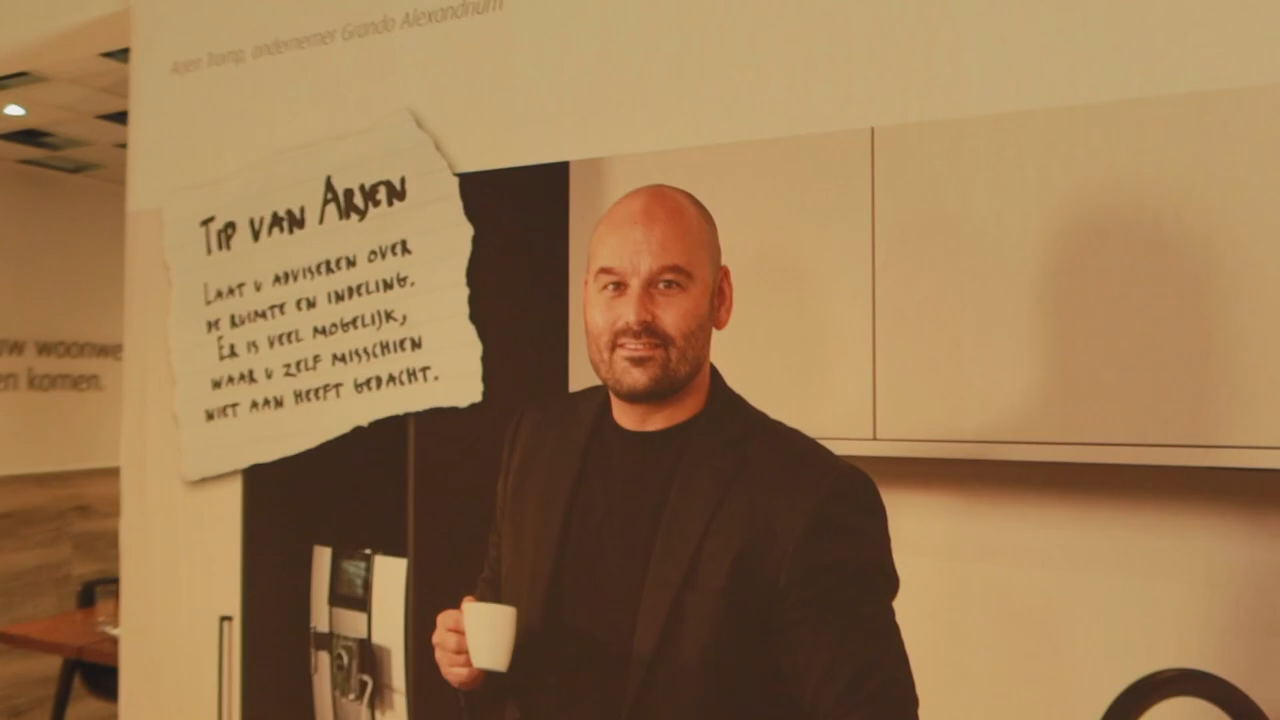 Arjen Tromp, ondernemer Grando Alexandrium
TIP VAN ARJEN
LAAT U ADVISEREN OVER
DE RUIMTE EN INDELING.
ER IS VEEL MOGELIJK,
WAAR U ZELF MISSCHIEN
NIET AAN HEEFT GEDACHT.
uw woonwe
en komen.